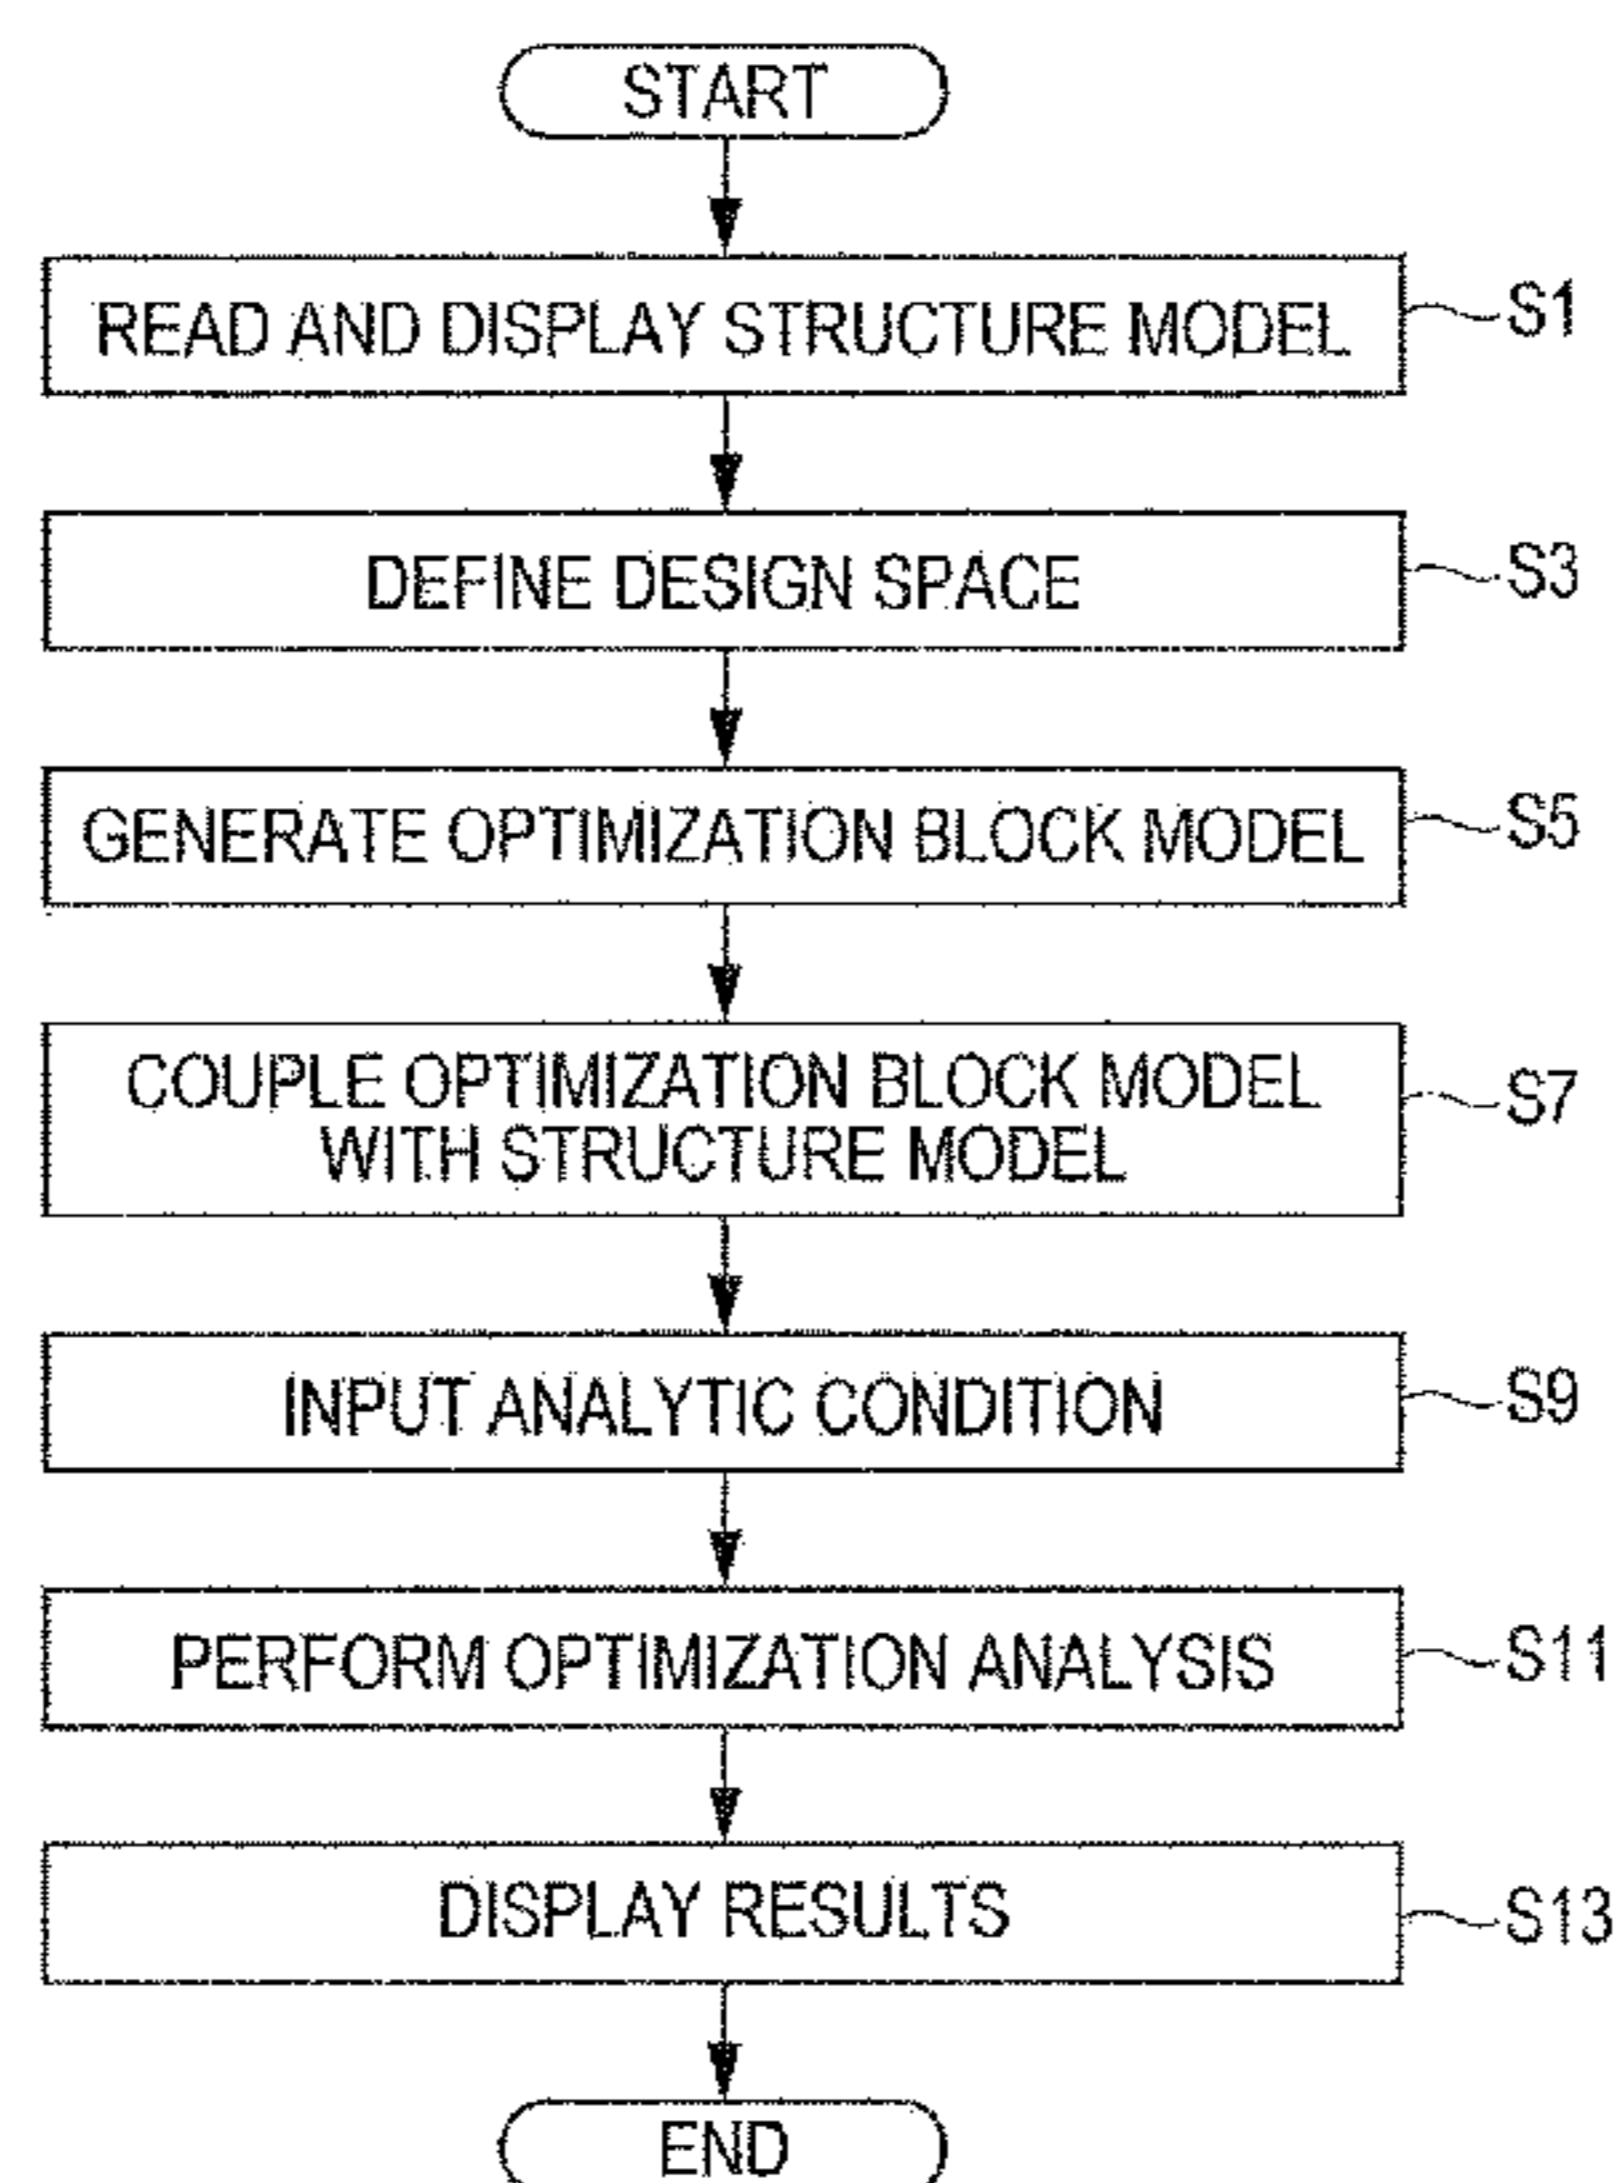 START
READ AND DISPLAY STRUCTURE MODEL
S1
DEFINE DESIGN SPACE
S3
GENERATE OPTIMIZATION BLOCK MODEL
S5
COUPLE OPTIMIZATION BLOCK MODEL
WITH STRUCTURE MODEL
S7
INPUT ANALYTIC CONDITION
S9
PERFORM OPTIMIZATION ANALYSIS
S11
DISPLAY RESULTS
S13
END